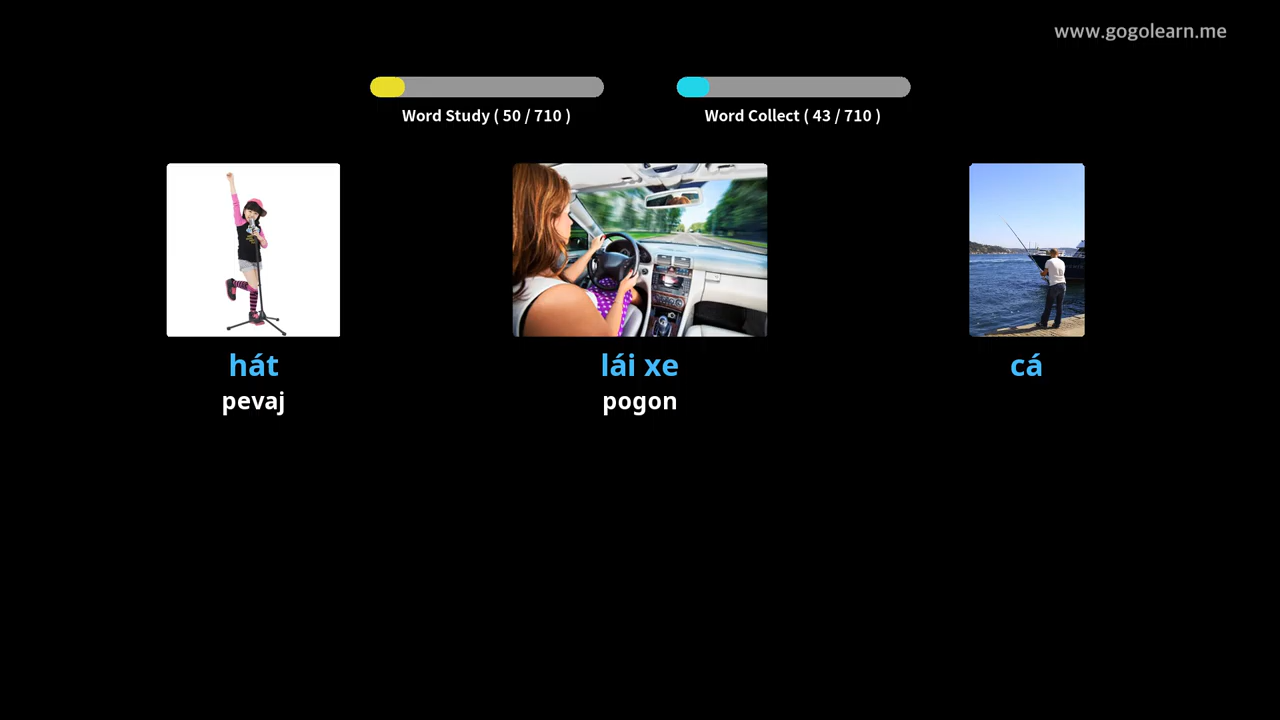 www.gogolearn.me
Word Study ( 50 / 710 )
Word Collect ( 43 / 710 )
hát
pevaj
lái xe
pogon
cá